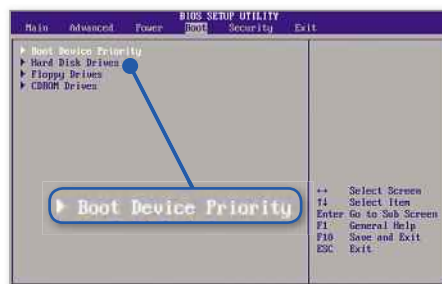 BIOS SETUP UTILITY
Main Advanced Power Boot Security Exit
Boot Device Priority
Hard Disk Drives
Floppy Drives
CDROM Drives
Boot Device Priority
↔ Select Screen
↑↓ Select Item
Enter Go to Sub Screen
F1 General Help
F10 Save and Exit
ESC Exit